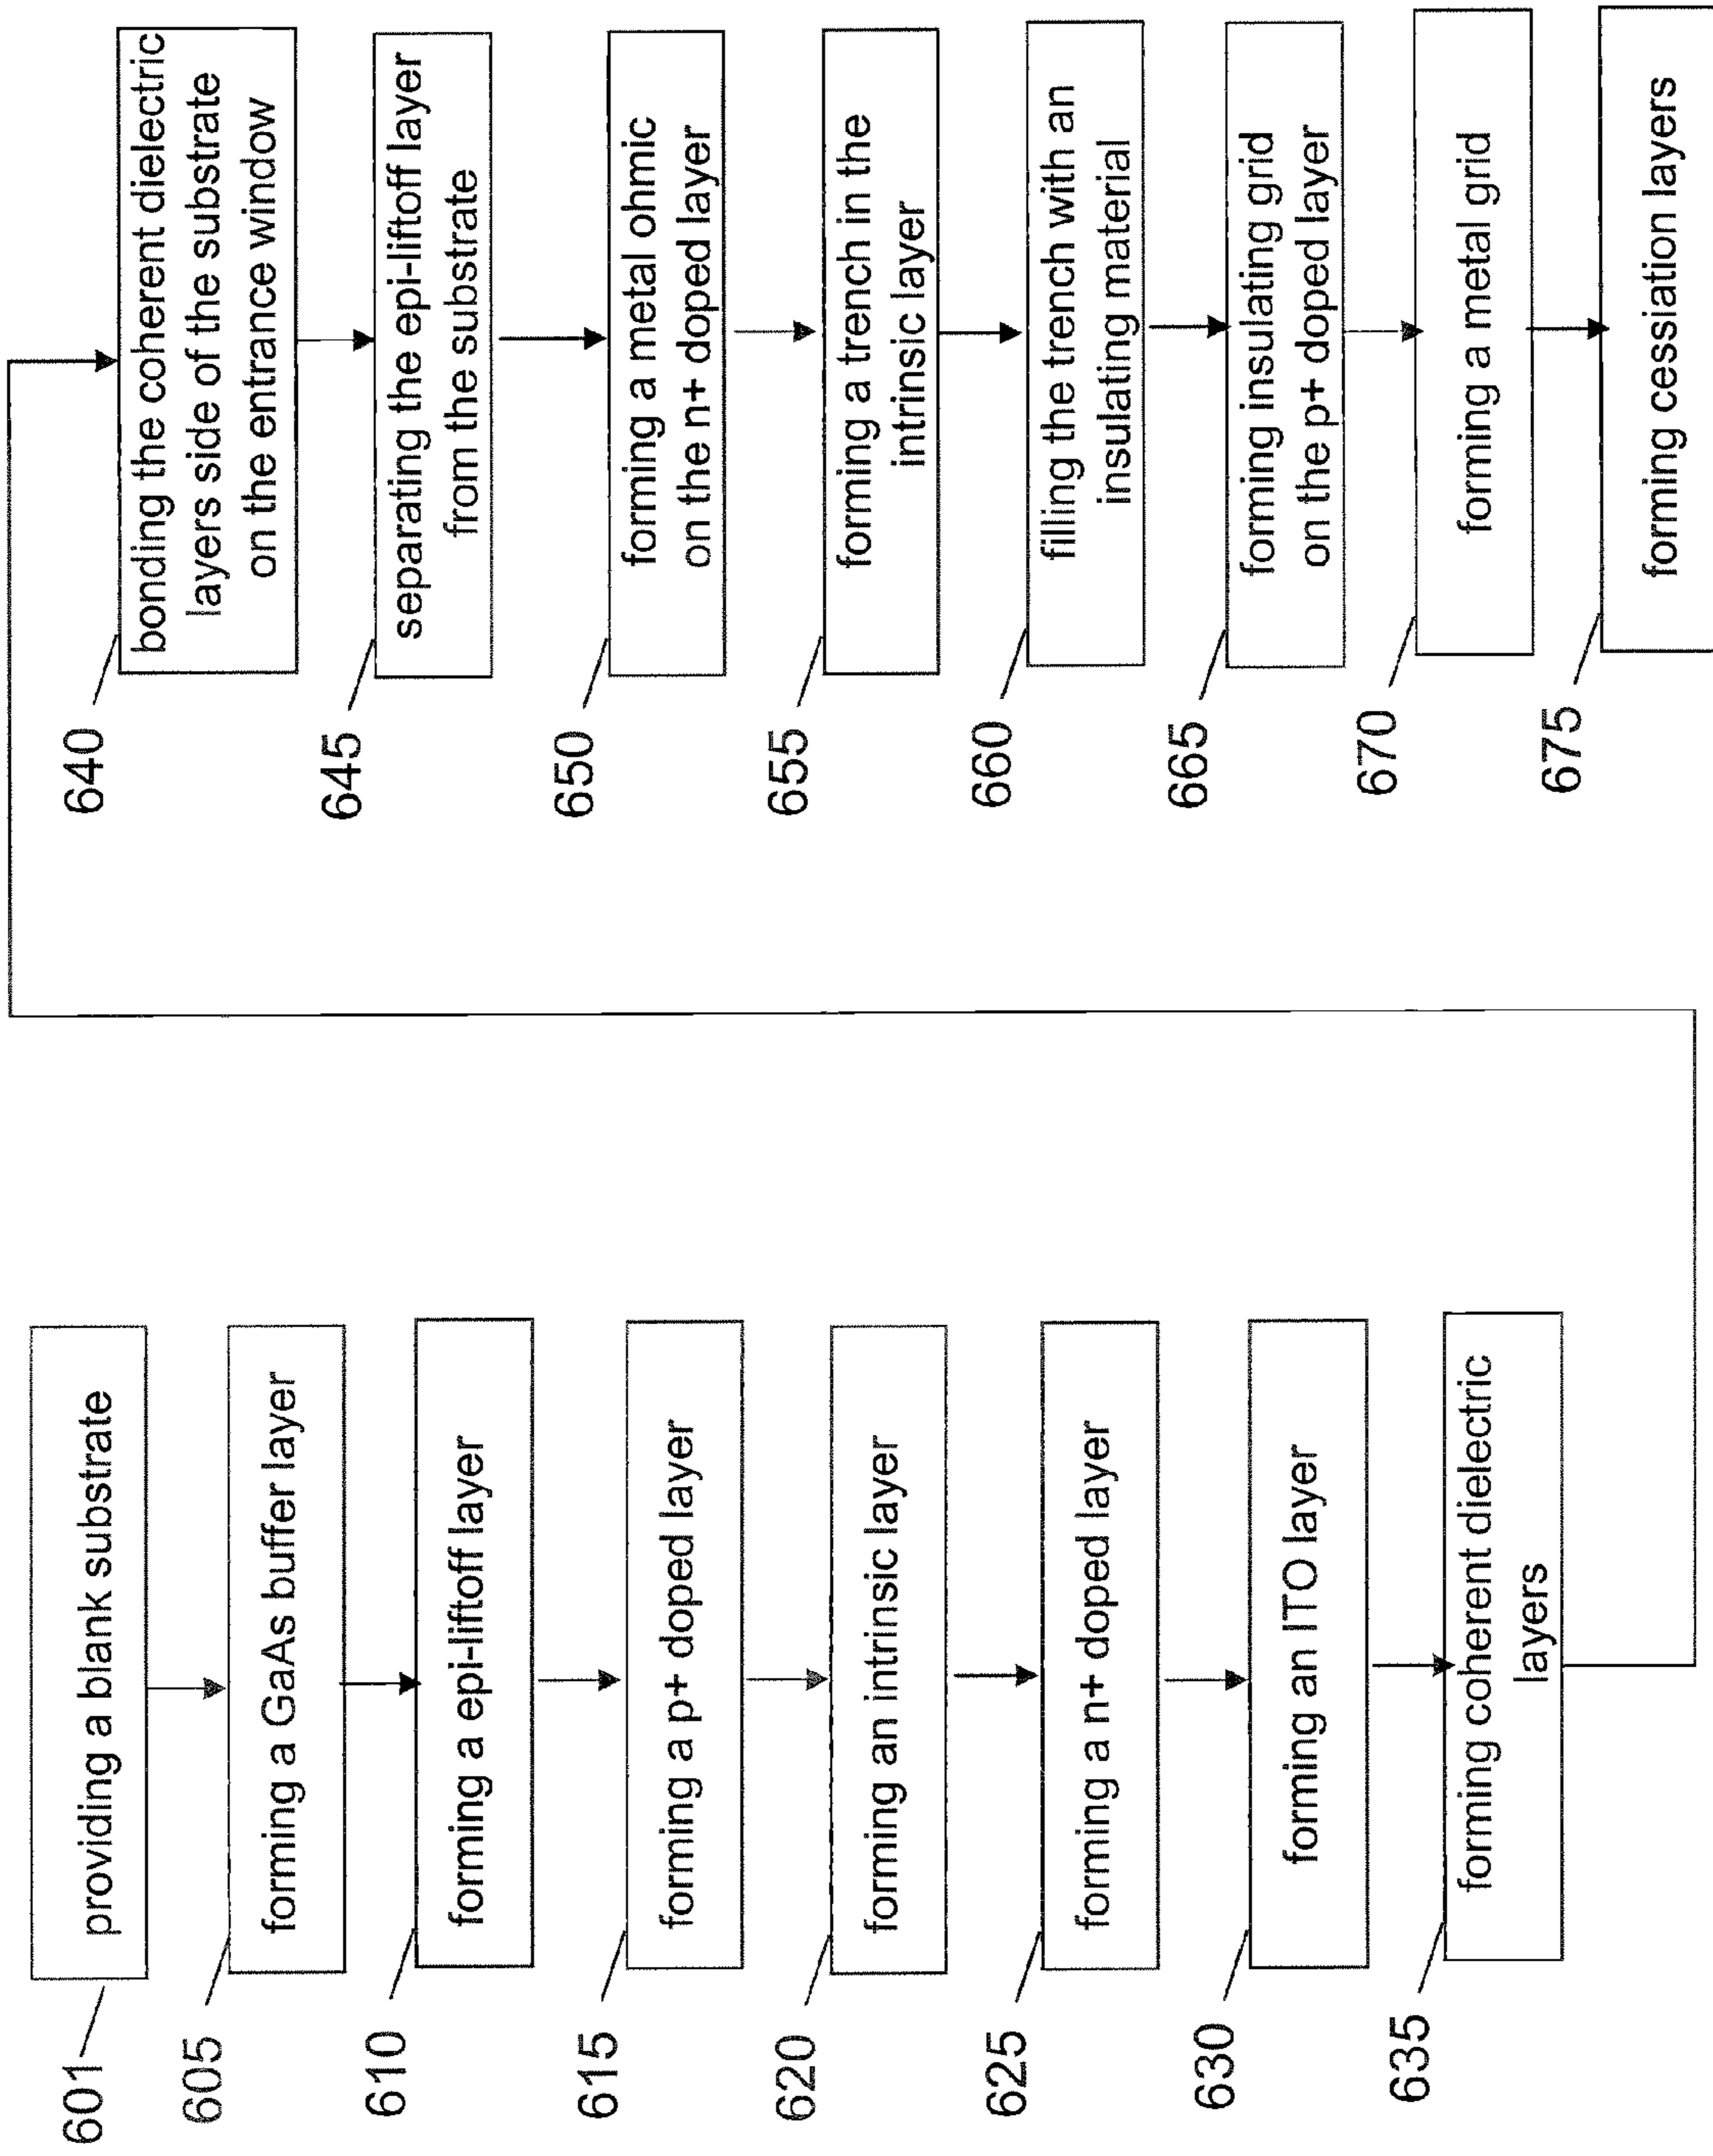 601
providing a blank substrate
605
forming a GaAs buffer layer
610
forming a epi-liftoff layer
615
forming a p+ doped layer
620
forming an intrinsic layer
625
forming a n+ doped layer
630
forming an ITO layer
635
forming coherent dielectric
layers
640
bonding the coherent dielectric
layers side of the substrate
on the entrance window
645
separating the epi-liftoff layer
from the substrate
650
forming a metal ohmic
on the n+ doped layer
655
forming a trench in the
intrinsic layer
660
filling the trench with an
insulating material
665
forming insulating grid
on the p+ doped layer
670
forming a metal grid
675
forming cessiation layers